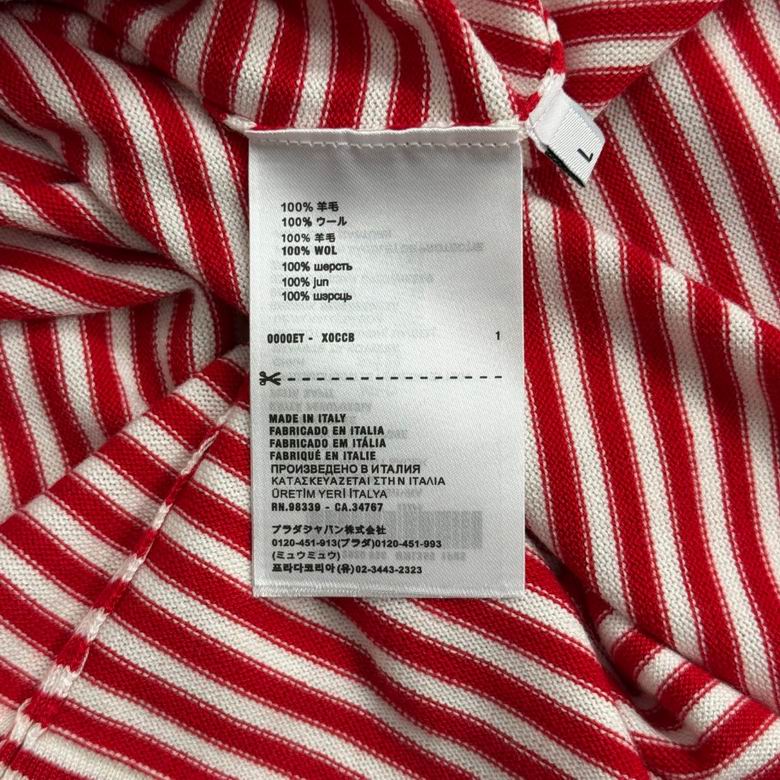 100% 羊毛
100% ウール
100% 羊毛
100% WOL
100% шерсть
100% jun
100% шэрсць
0000ET - X0CCB 1
MADE IN ITALY
FABRICADO EN ITALIA
FABRICADO EM ITÁLIA
FABRIQUÉ EN ITALIE
ПРОИЗВЕДЕНО В ИТАЛИЯ
ΚΑΤΑΣΚΕΥΑΖΕΤΑΙ ΣΤΗΝ ΙΤΑΛΙΑ
ÜRETİM YERİ İTALYA
RN.98339 - CA.34767
プラダジャパン株式会社
0120-451-913(プラダ)0120-451-993
(ミュウミュウ)
프라다코리아 (유)02-3443-2323
L